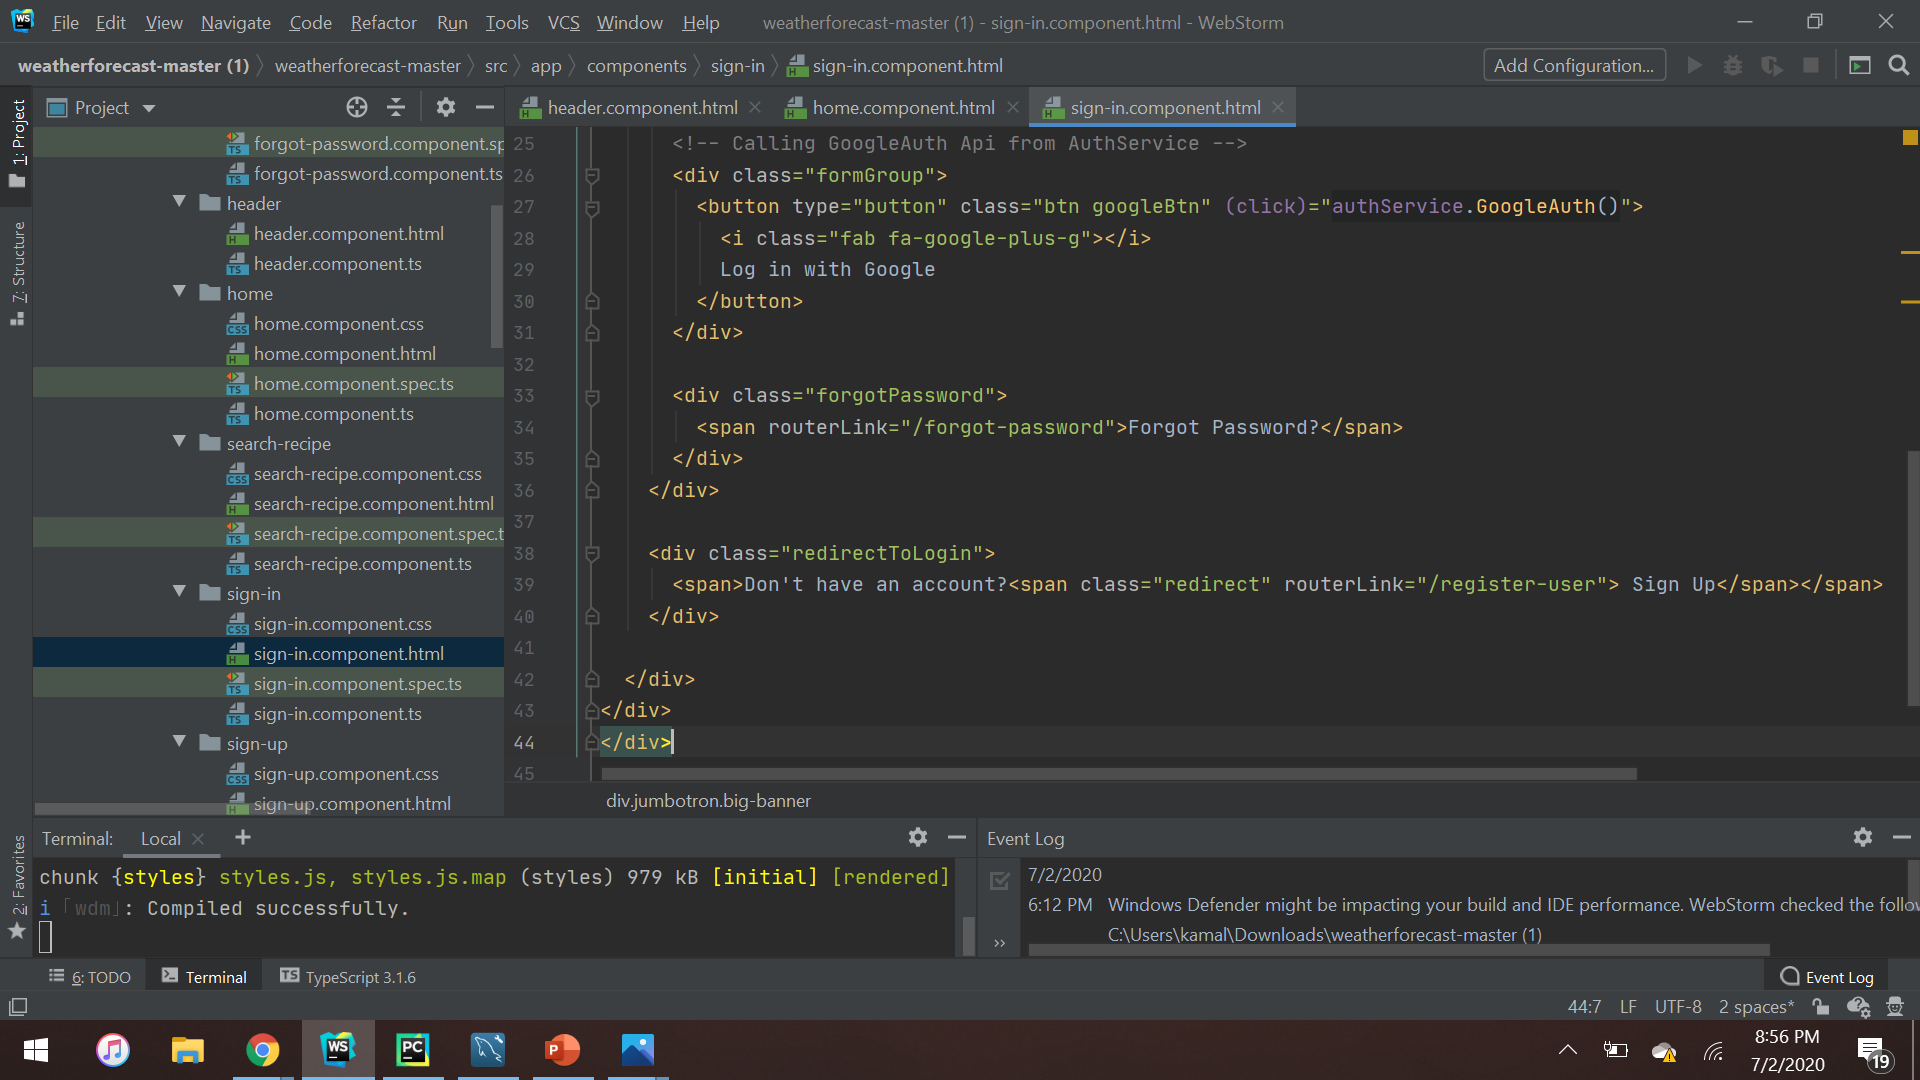 File Edit View Navigate Code Refactor Run Tools VCS Window Help weatherforecast-master (1) - sign-in.component.html - WebStorm
weatherforecast-master (1) weatherforecast-master src app components sign-in sign-in.component.html Add Configuration...
1: Project
7: Structure
2: Favorites
Project
forgot-password.component.sp
forgot-password.component.ts
header
header.component.html
header.component.ts
home
home.component.css
home.component.html
home.component.spec.ts
home.component.ts
search-recipe
search-recipe.component.css
search-recipe.component.html
search-recipe.component.spec.t
search-recipe.component.ts
sign-in
sign-in.component.css
sign-in.component.html
sign-in.component.spec.ts
sign-in.component.ts
sign-up
sign-up.component.css
sign-up.component.html
header.component.html home.component.html sign-in.component.html
25 <!-- Calling GoogleAuth Api from AuthService -->
26 <div class="formGroup">
27 <button type="button" class="btn googleBtn" (click)="authService.GoogleAuth()">
28 <i class="fab fa-google-plus-g"></i>
29 Log in with Google
30 </button>
31 </div>
32
33 <div class="forgotPassword">
34 <span routerLink="/forgot-password">Forgot Password?</span>
35 </div>
36 </div>
37
38 <div class="redirectToLogin">
39 <span>Don't have an account?<span class="redirect" routerLink="/register-user"> Sign Up</span></span>
40 </div>
41
42 </div>
43 </div>
44 </div>
45
div.jumbotron.big-banner
Terminal: Local
chunk {styles} styles.js, styles.js.map (styles) 979 kB [initial] [rendered]
i ｢wdm｣: Compiled successfully.
Event Log
7/2/2020
6:12 PM Windows Defender might be impacting your build and IDE performance. WebStorm checked the follow
C:\Users\kamal\Downloads\weatherforecast-master (1)
6: TODO Terminal TypeScript 3.1.6 Event Log
44:7 LF UTF-8 2 spaces*
8:56 PM
7/2/2020
19